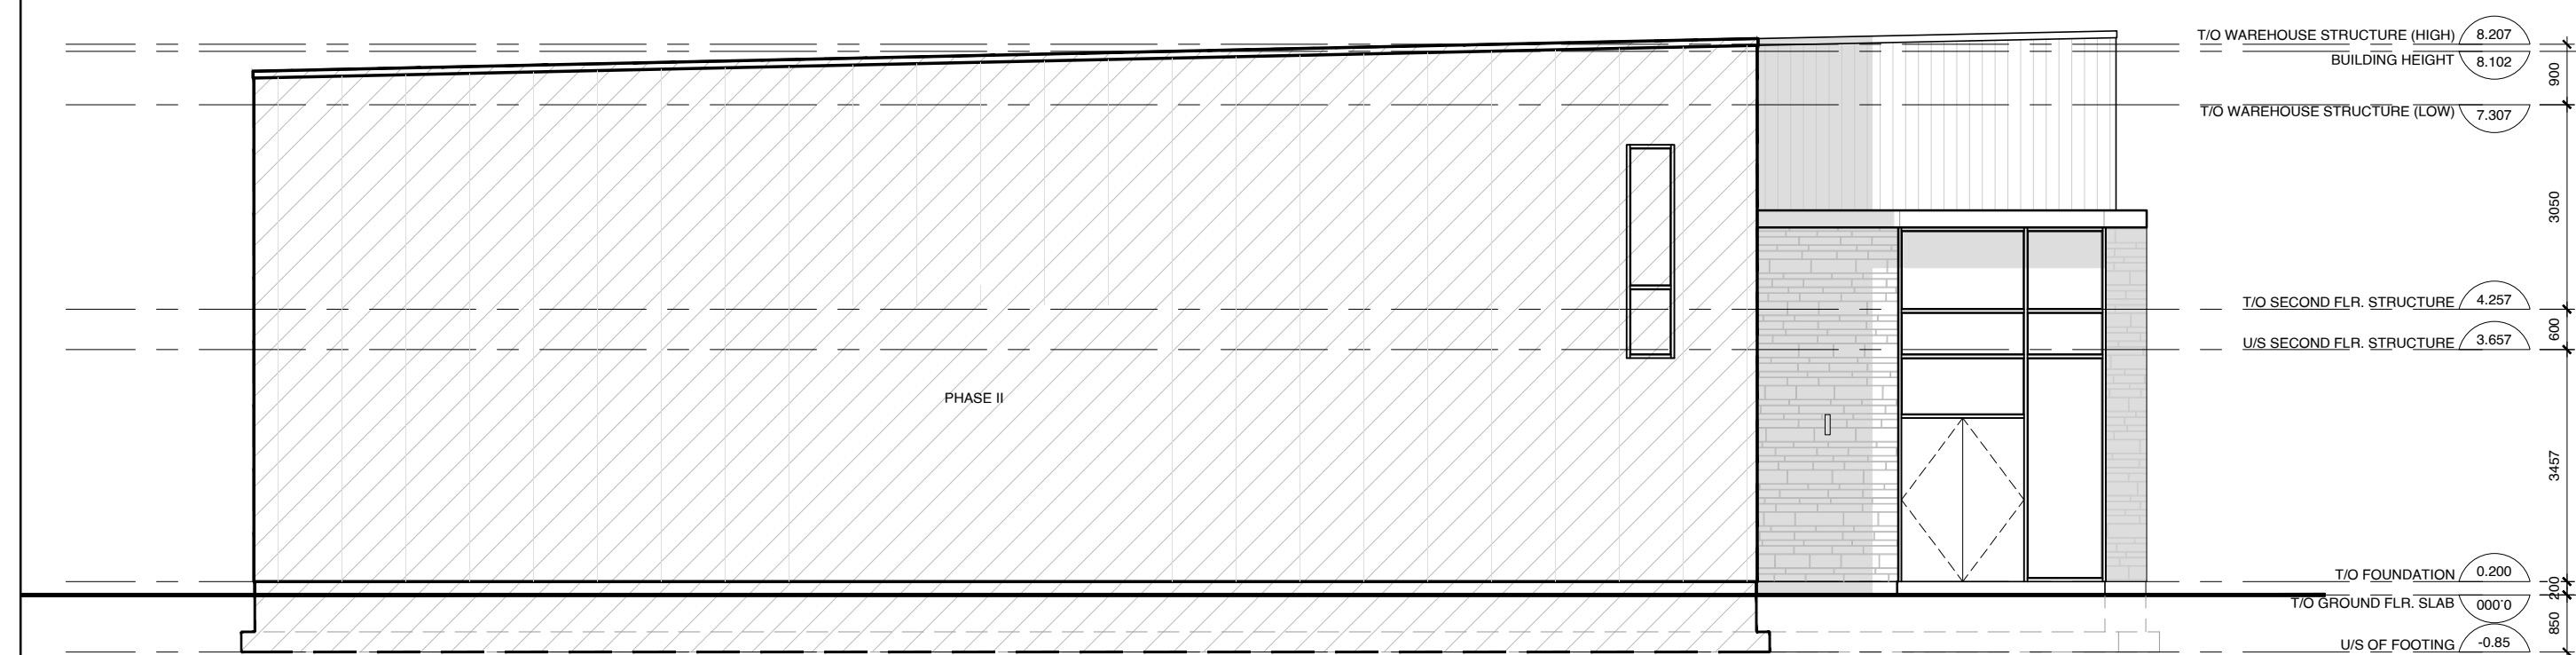 T/O WAREHOUSE STRUCTURE (HIGH) 8.207
BUILDING HEIGHT 8.102
900
T/O WAREHOUSE STRUCTURE (LOW) 7.307
3050
T/O SECOND FLR. STRUCTURE 4.257
600
U/S SECOND FLR. STRUCTURE 3.657
PHASE II
3457
T/O FOUNDATION 0.200
200
T/O GROUND FLR. SLAB 0.000
850
U/S OF FOOTING -0.85